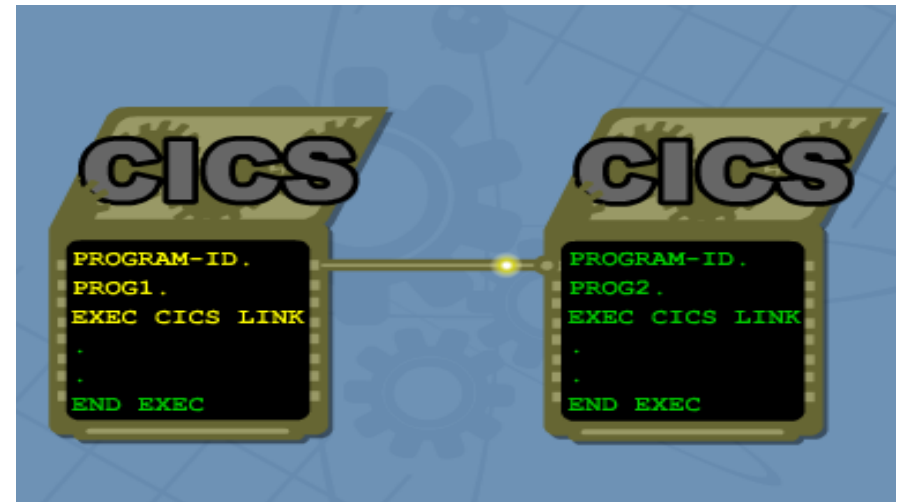 CICS
PROGRAM-ID.
PROG1.
EXEC CICS LINK
.
.
END EXEC
CICS
PROGRAM-ID.
PROG2.
EXEC CICS LINK
.
.
END EXEC